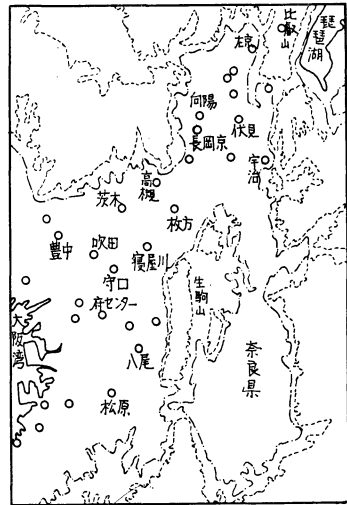 比叡山
琵琶湖
左京
向陽
伏見
長岡京
宇治
高槻
茨木
枚方
豊中
吹田
寝屋川
守口
生駒山
府センター
大阪湾
八尾
奈良県
松原